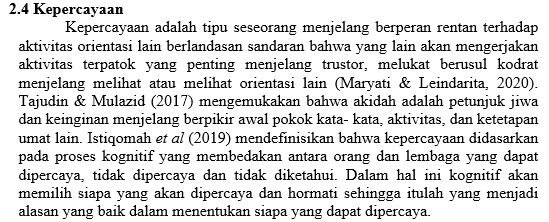 2.4 Kepercayaan
Kepercayaan adalah tipu seseorang menjelang berperan rentan terhadap
aktivitas orientasi lain berlandasan sandaran bahwa yang lain akan mengerjakan
aktivitas terpatok yang penting menjelang trustor, melukat berusul kodrat
menjelang melihat atau melihat orientasi lain (Maryati & Leindarita, 2020).
Tajudin & Mulazid (2017) mengemukakan bahwa akidah adalah petunjuk jiwa
dan keinginan menjelang berpikir awal pokok kata- kata, aktivitas, dan ketetapan
umat lain. Istiqomah et al (2019) mendefinisikan bahwa kepercayaan didasarkan
pada proses kognitif yang membedakan antara orang dan lembaga yang dapat
dipercaya, tidak dipercaya dan tidak diketahui. Dalam hal ini kognitif akan
memilih siapa yang akan dipercaya dan hormati sehingga itulah yang menjadi
alasan yang baik dalam menentukan siapa yang dapat dipercaya.